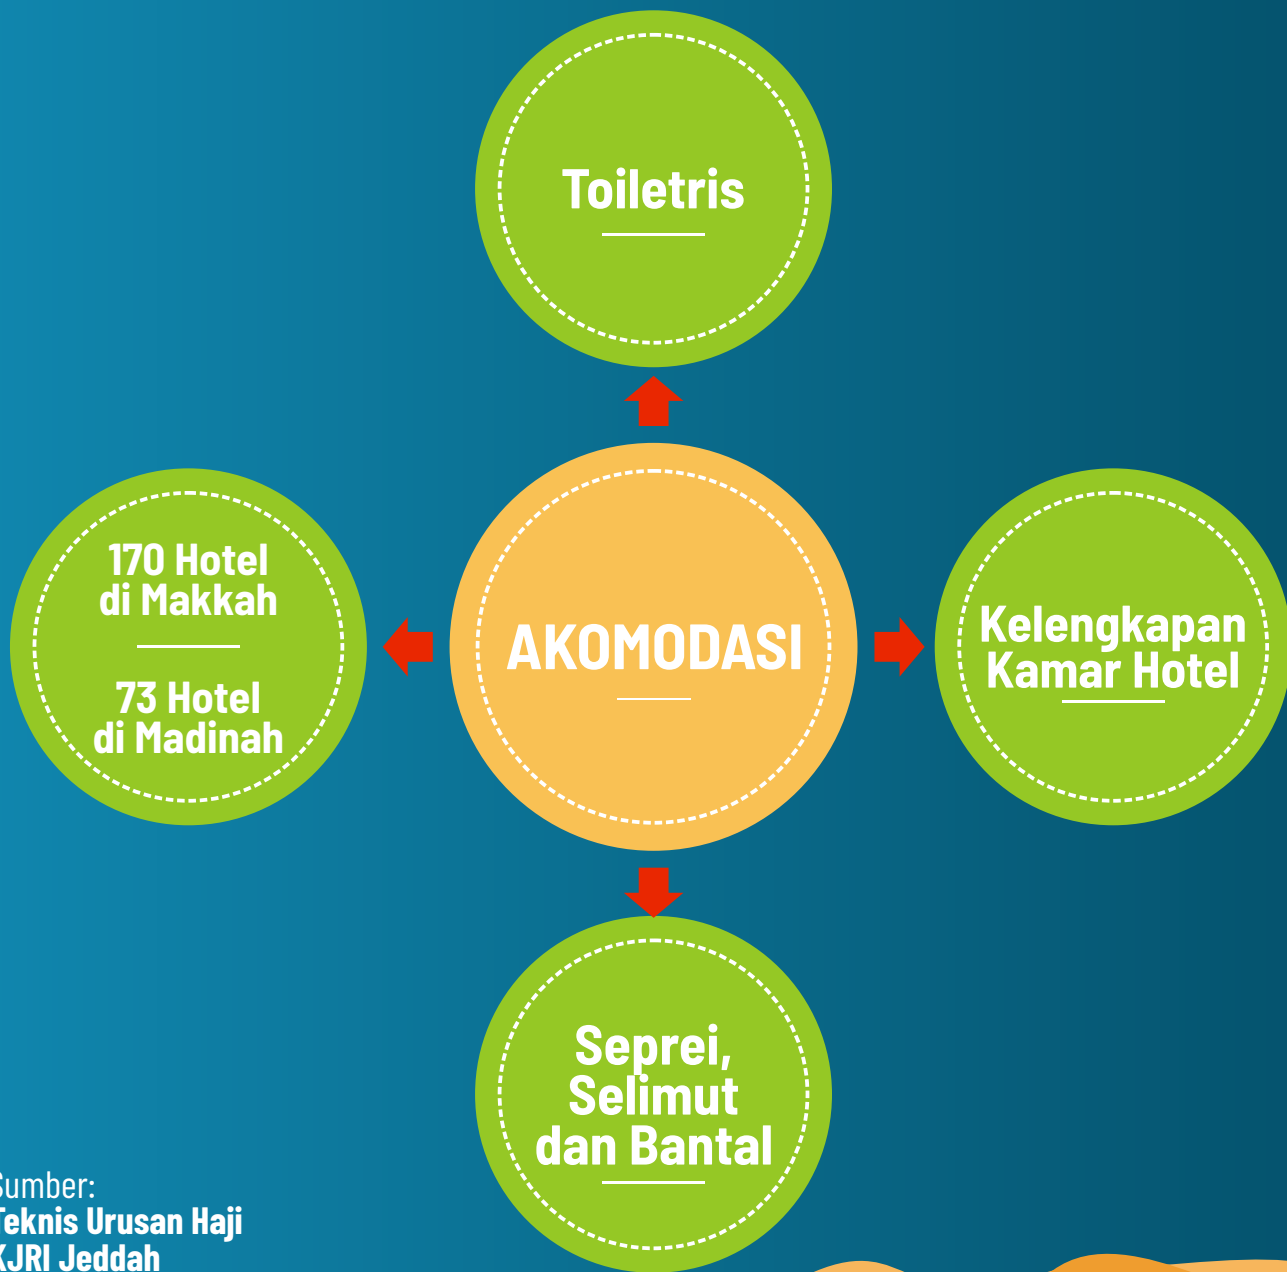 Toiletris
170 Hotel
di Makkah
73 Hotel
di Madinah
AKOMODASI
Kelengkapan
Kamar Hotel
Seprei,
Selimut
dan Bantal
Sumber:
Teknis Urusan Haji
KJRI Jeddah